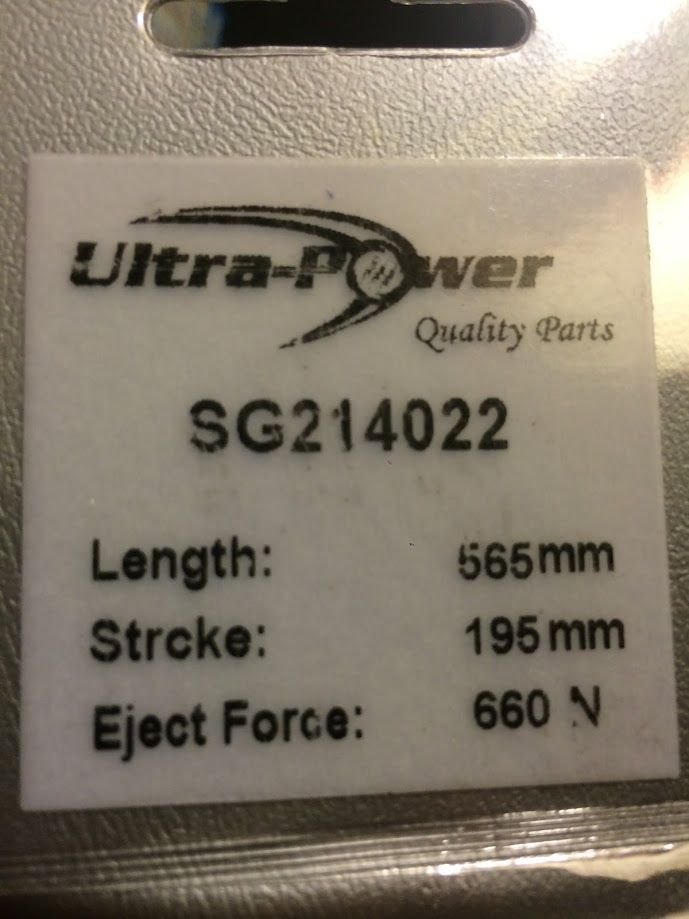 Ultra-Power
Quality Parts
SG214022
Length: 565mm
Strcke: 195mm
Eject Force: 660 N